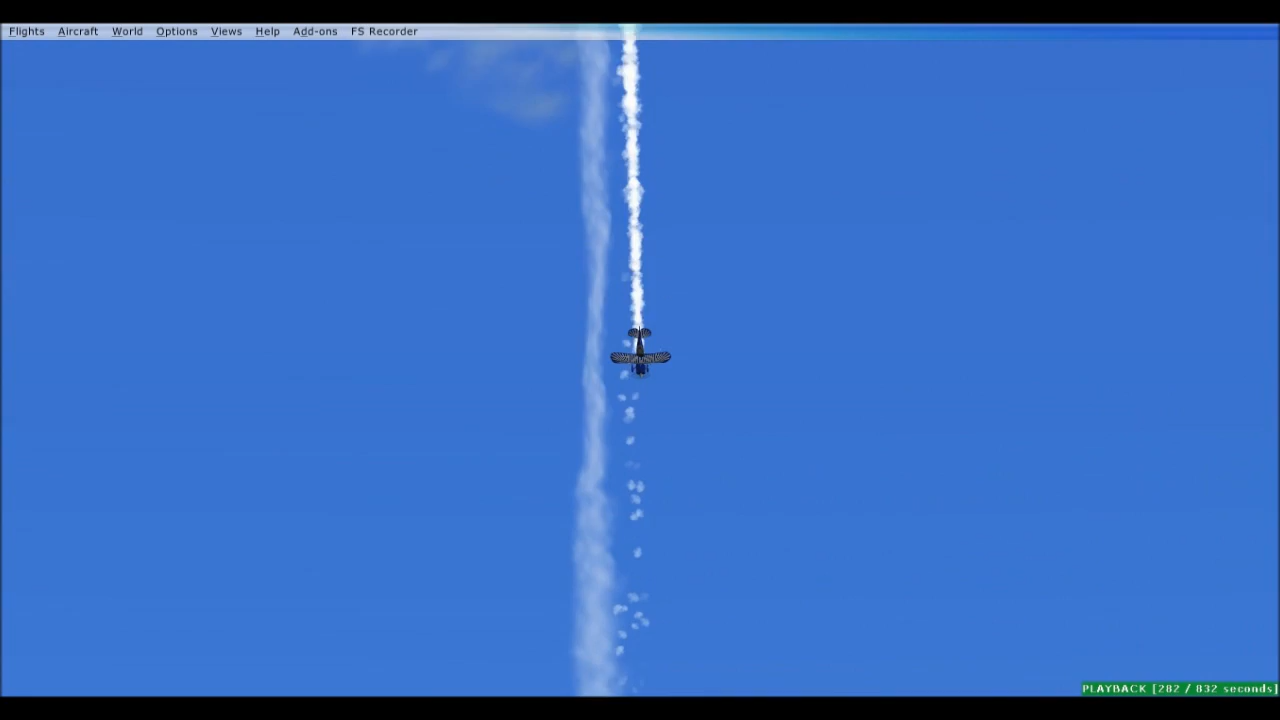 Flights Aircraft World Options Views Help Add-ons FS Recorder
PLAYBACK [282 / 832 seconds]